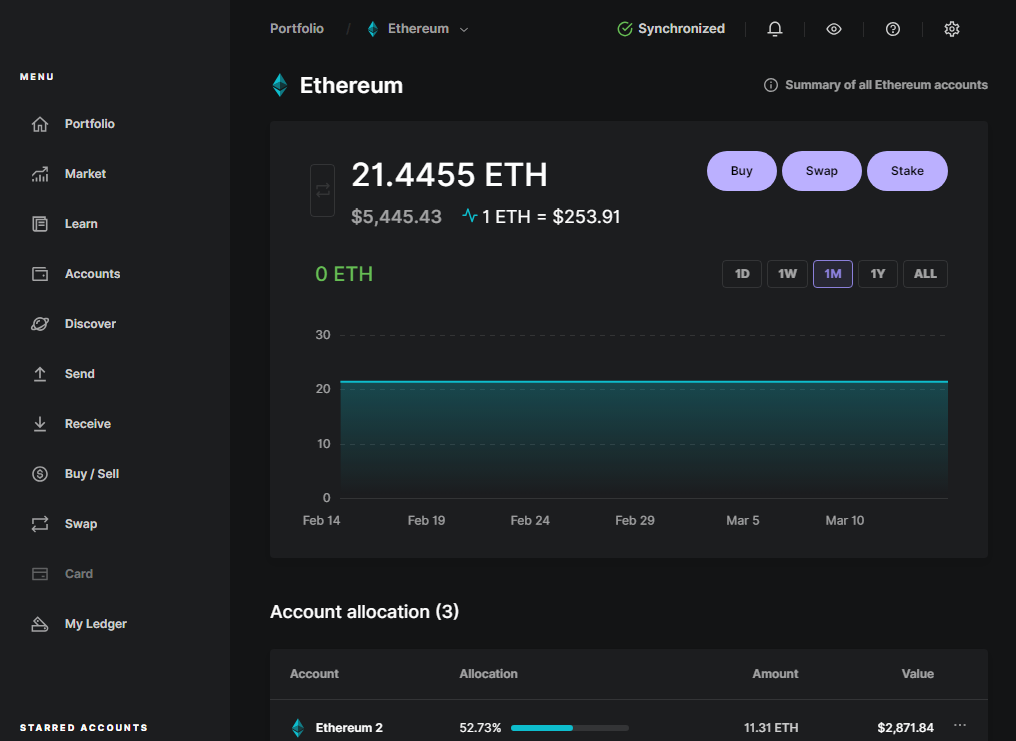 Portfolio / Ethereum Synchronized
MENU
Portfolio
Market
Learn
Accounts
Discover
Send
Receive
Buy / Sell
Swap
Card
My Ledger
STARRED ACCOUNTS
Ethereum Summary of all Ethereum accounts
21.4455 ETH
Buy Swap Stake
$5,445.43 1 ETH = $253.91
0 ETH
1D 1W 1M 1Y ALL
30
20
10
0
Feb 14 Feb 19 Feb 24 Feb 29 Mar 5 Mar 10
Account allocation (3)
Account Allocation Amount Value
Ethereum 2 52.73% 11.31 ETH $2,871.84 ...